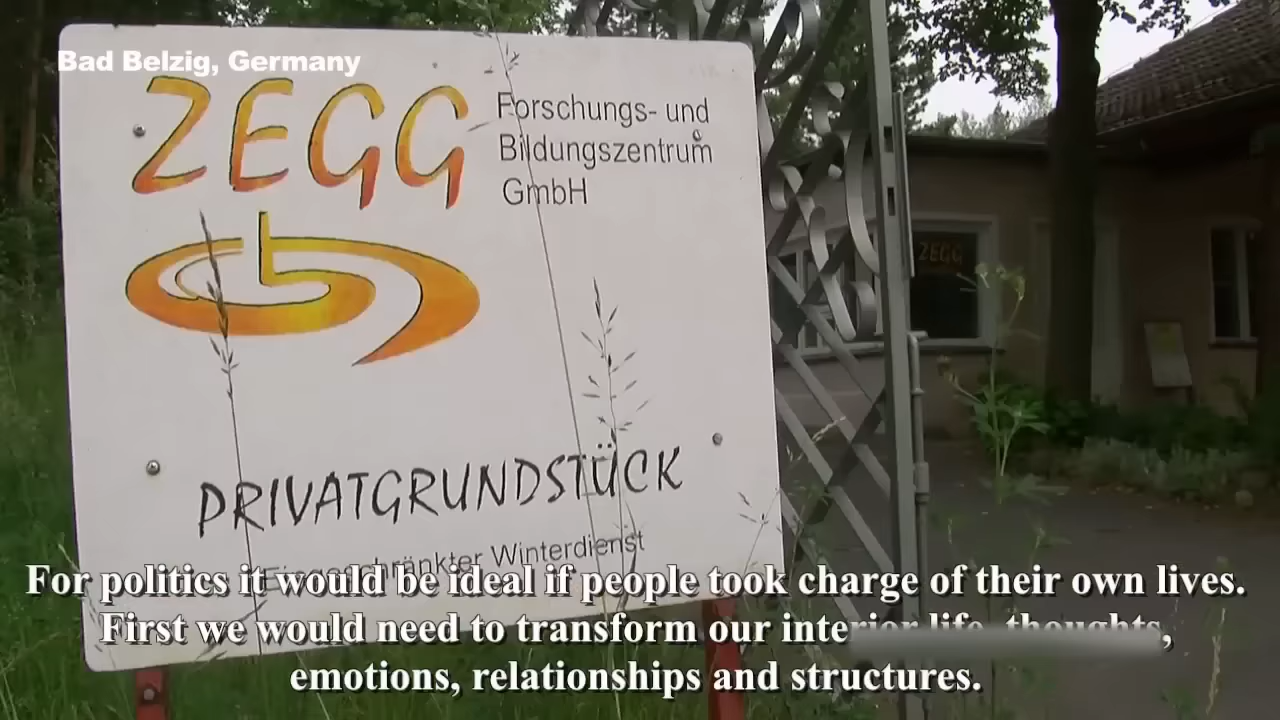 Bad Belzig, Germany
ZEGG
Forschungs- und
Bildungszentrum
GmbH
ZEGG
PRIVATGRUNDSTÜCK
Eingeschränkter Winterdienst
For politics it would be ideal if people took charge of their own lives.
First we would need to transform our
emotions, relationships and structures.